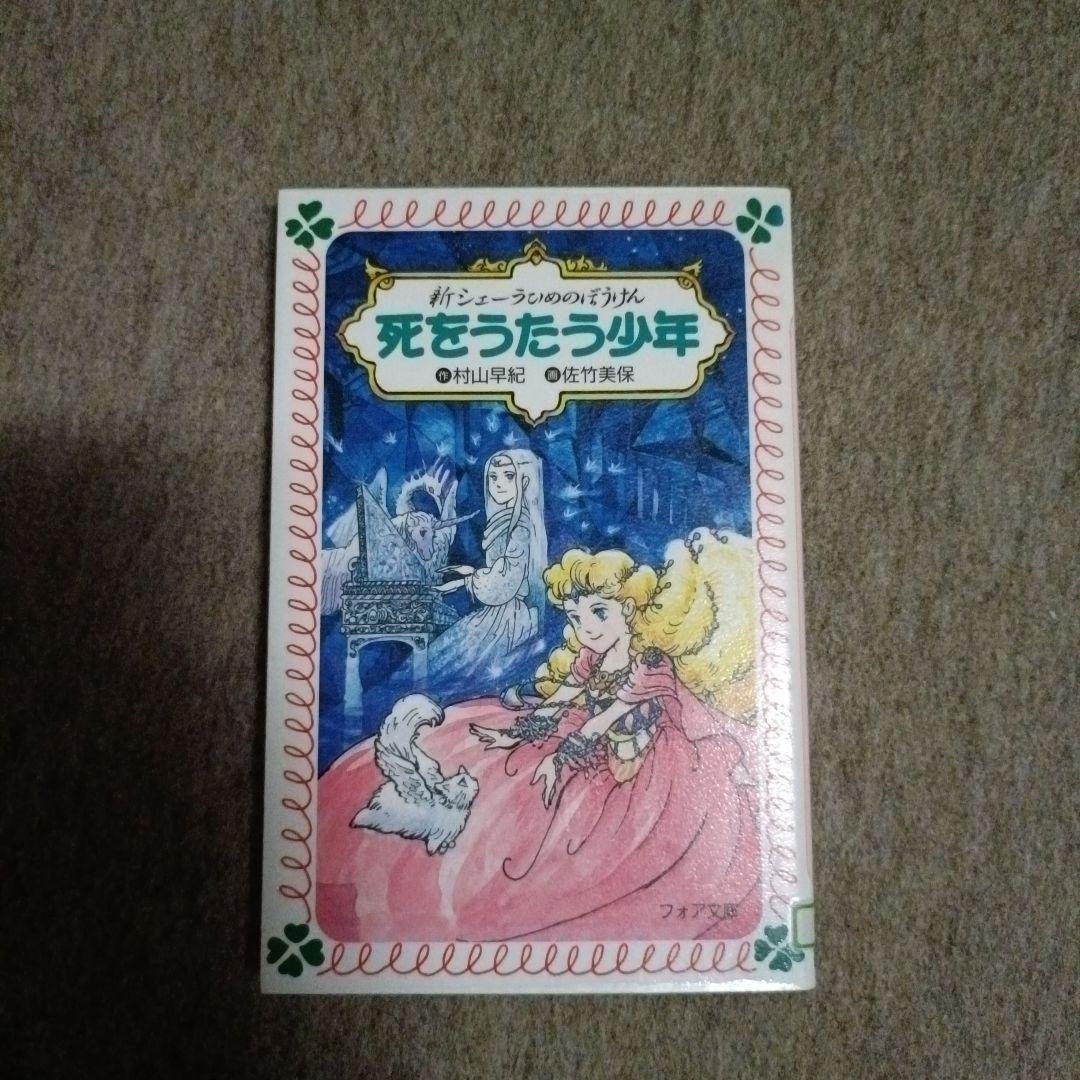 新シェーラひめのぼうけん
死をうたう少年
作村山早紀 画佐竹美保
フォア文庫